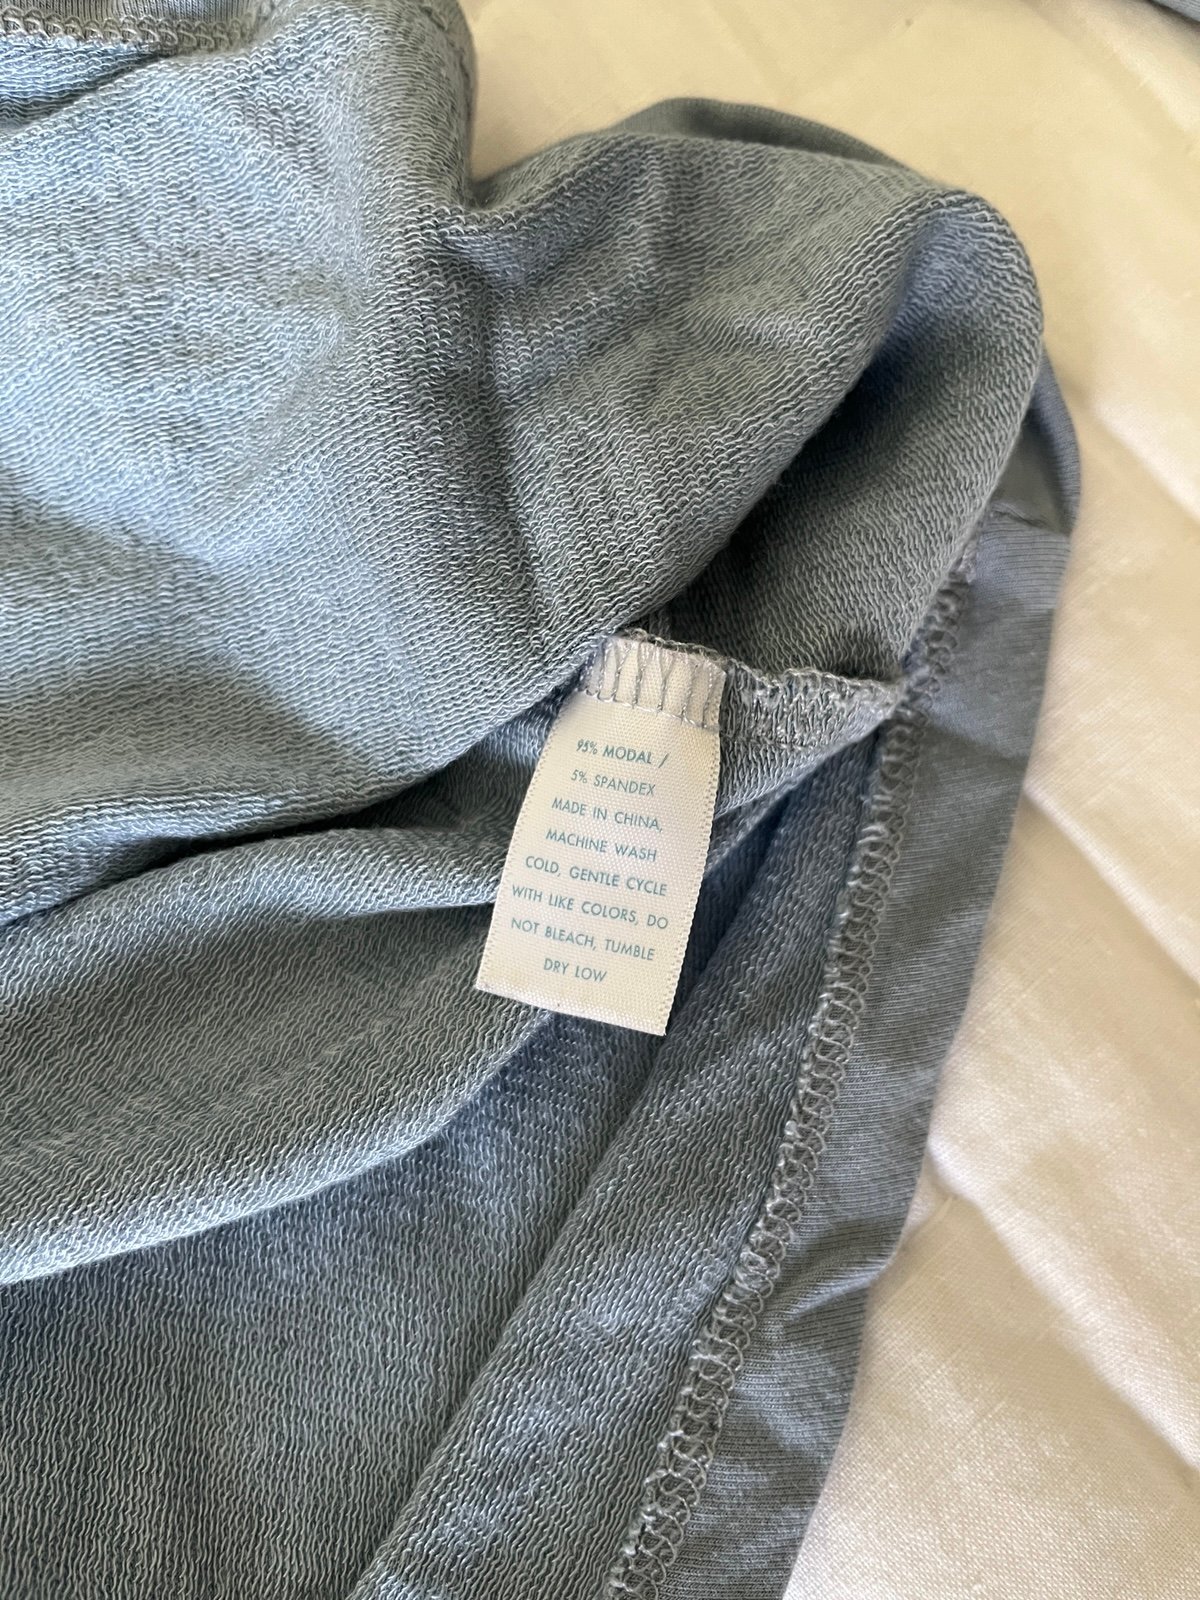 95% MODAL /
5% SPANDEX
MADE IN CHINA,
MACHINE WASH
COLD, GENTLE CYCLE
WITH LIKE COLORS, DO
NOT BLEACH, TUMBLE
DRY LOW